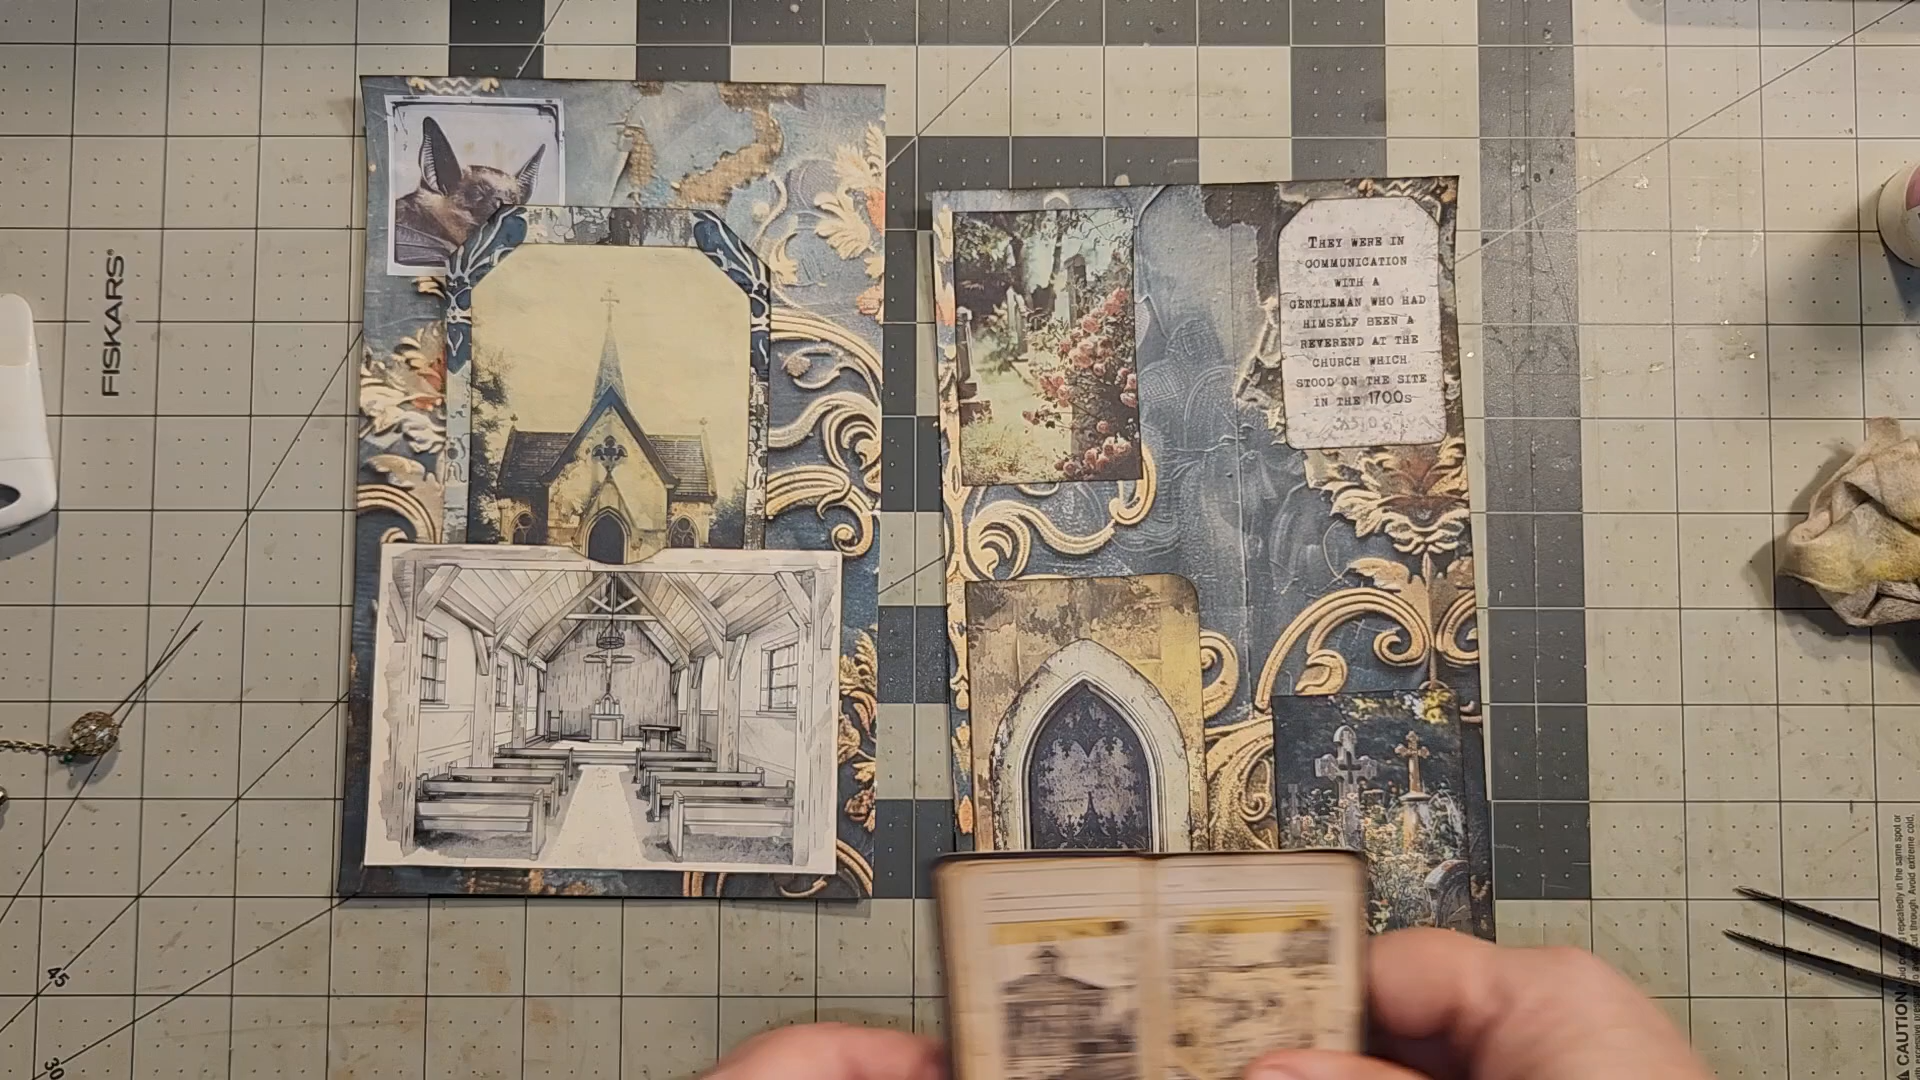 FISKARS®
THEY WERE IN
COMMUNICATION
WITH A
GENTLEMAN WHO HAD
HIMSELF BEEN A
REVEREND AT THE
CHURCH WHICH
STOOD ON THE SITE
IN THE 1700s
45
30
CAUTION